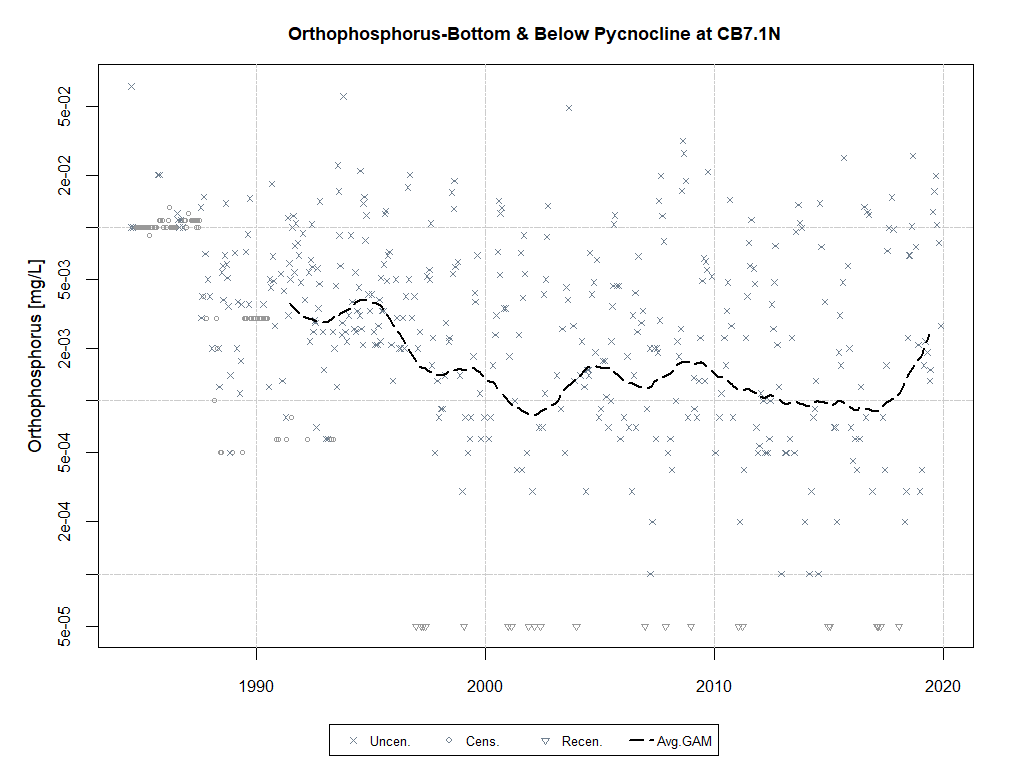 Orthophosphorus-Bottom & Below Pycnocline at CB7.1N
Orthophosphorus [mg/L]
5e-02
2e-02
5e-03
2e-03
5e-04
2e-04
5e-05
1990 2000 2010 2020
Uncen. Cens. Recen. Avg.GAM